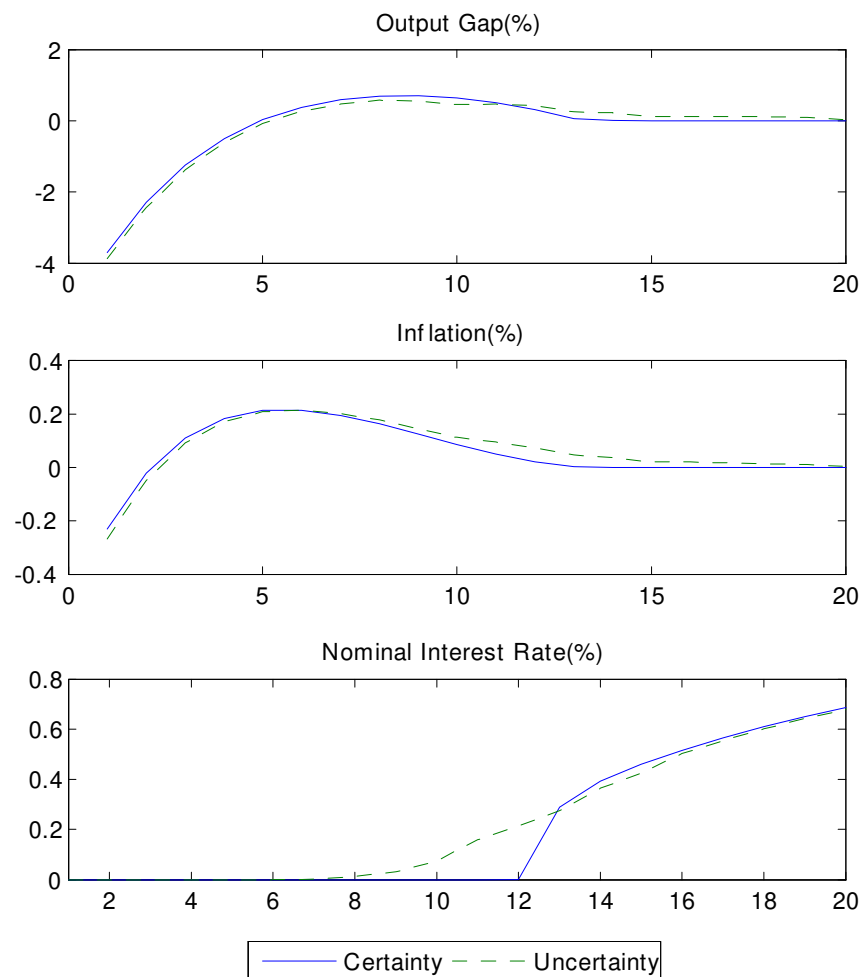 Output Gap(%)
2
0
-2
-4
0 5 10 15 20
Inflation(%)
0.4
0.2
0
-0.2
-0.4
0 5 10 15 20
Nominal Interest Rate(%)
0.8
0.6
0.4
0.2
0
2 4 6 8 10 12 14 16 18 20
Certainty Uncertainty